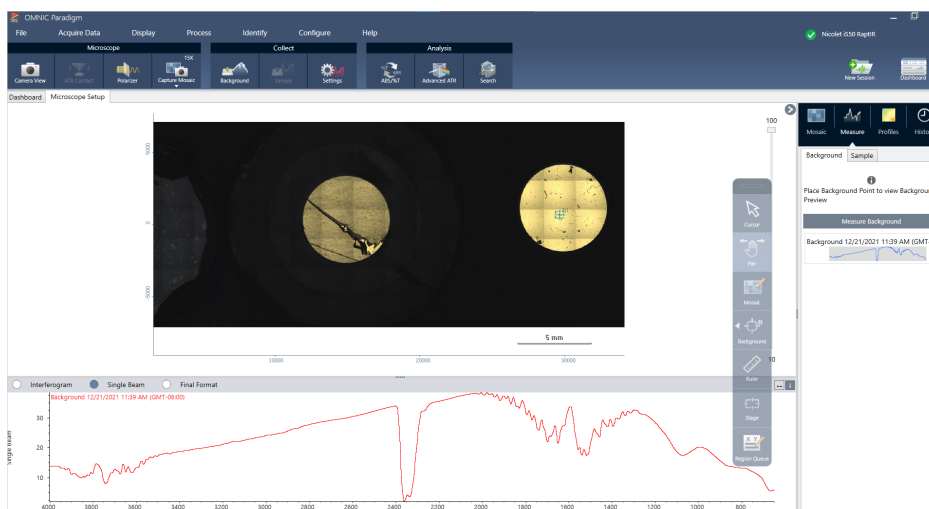 OMNIC Paradigm
File Acquire Data Display Process Identify Configure Help
Nicolet iS50 RaptIR
Microscope Collect Analysis
15X
Camera View ATR Contact Polarizer Capture Mosaic Background Sample Settings ABS/%T Advanced ATR Search New Session Dashboard
Dashboard Microscope Setup
100
Mosaic Measure Profiles Histo
Background Sample
Place Background Point to view Backgroun
Preview
Measure Background
Background 12/21/2021 11:39 AM (GMT-
5000
0
-5000
10000 20000 30000
5 mm
Cursor
Pan
Mosaic
B
Background
10
Ruler
Stage
X Y
Region Queue
Interferogram Single Beam Final Format
Background 12/21/2021 11:39 AM (GMT-06:00)
Single Beam
30
20
10
4000 3800 3600 3400 3200 3000 2800 2600 2400 2200 2000 1800 1600 1400 1200 1000 800